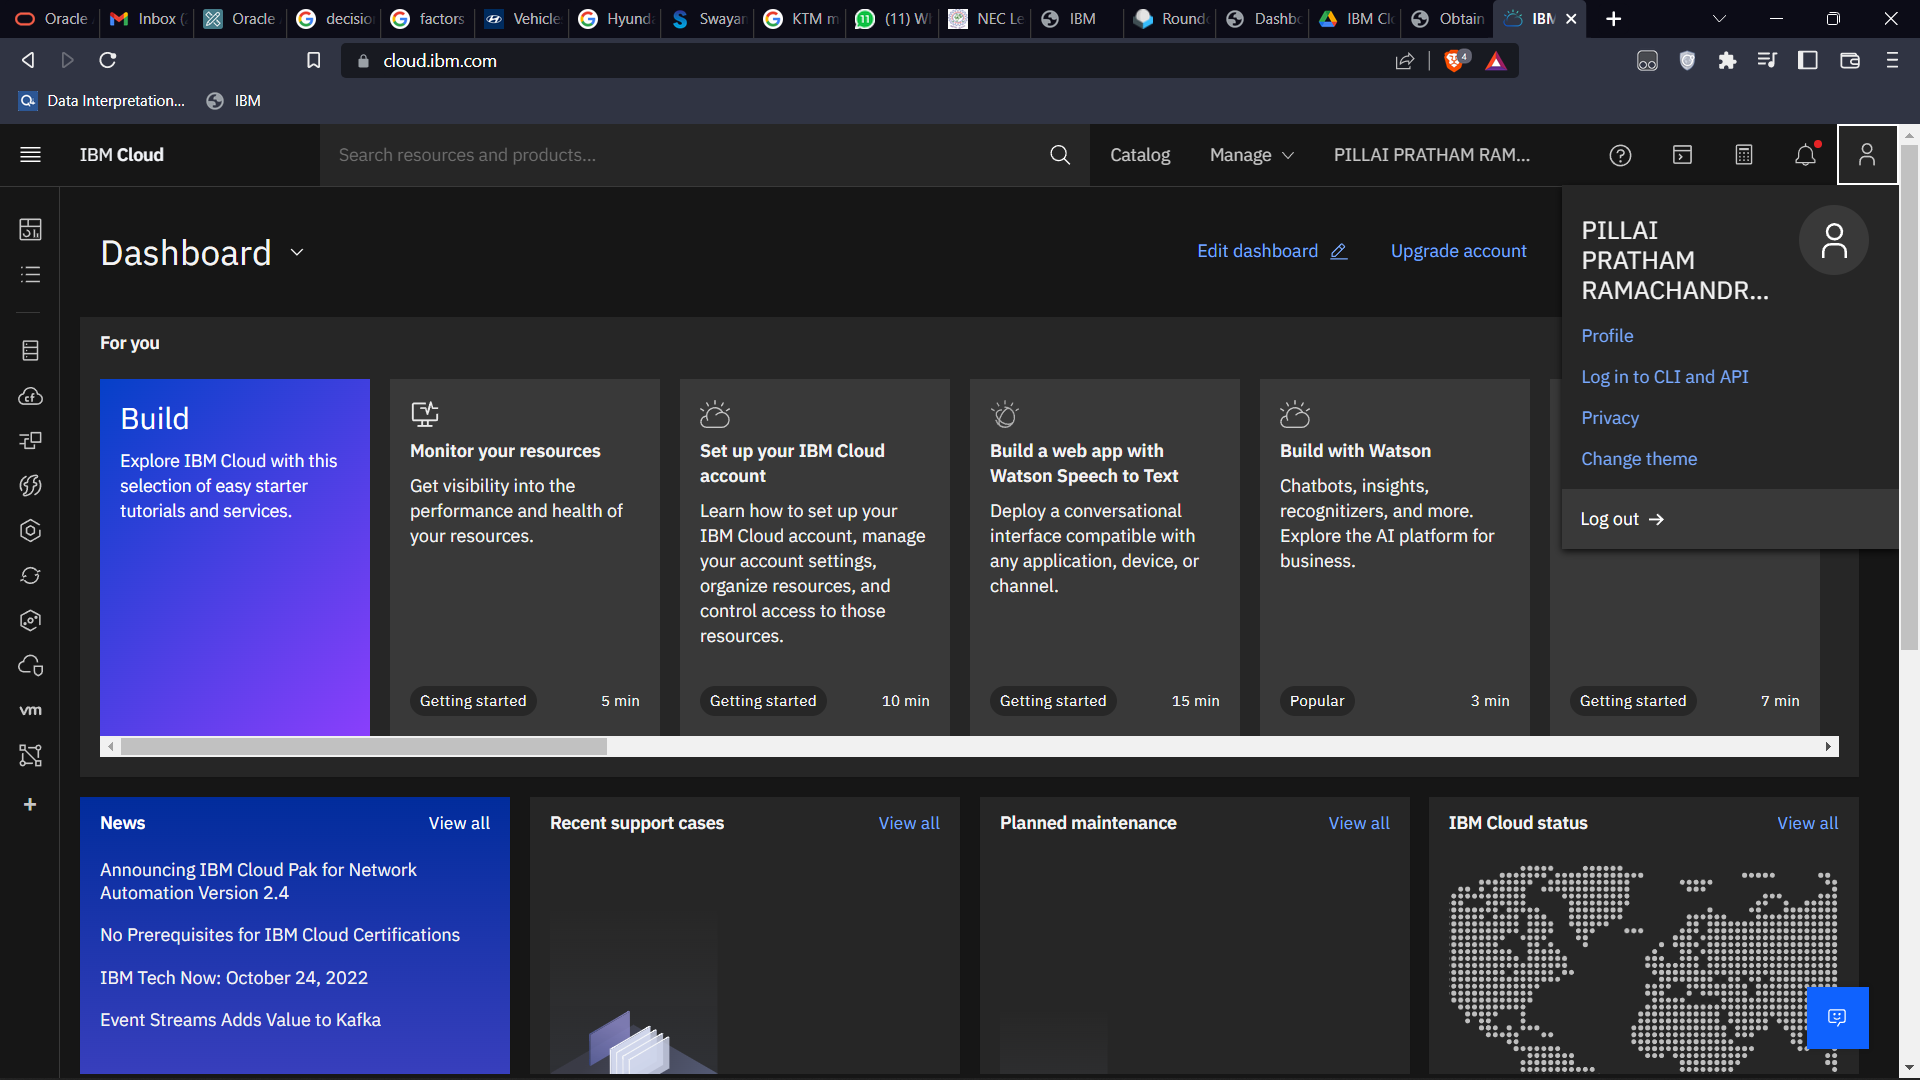 Oracle
Inbox (
Oracle
decisio
factors
Vehicle
Hyund
Swayan
KTM m
(11) W
NEC Le
IBM
Round
Dashbo
IBM Cl
Obtain
IBM
cloud.ibm.com
4
Data Interpretation...
IBM
IBM Cloud
Search resources and products...
Catalog
Manage
PILLAI PRATHAM RAM...
Dashboard
Edit dashboard
Upgrade account
PILLAI
PRATHAM
RAMACHANDR...
Profile
Log in to CLI and API
Privacy
Change theme
Log out
For you
Build
Explore IBM Cloud with this
selection of easy starter
tutorials and services.
Monitor your resources
Get visibility into the
performance and health of
your resources.
Getting started
5 min
Set up your IBM Cloud
account
Learn how to set up your
IBM Cloud account, manage
your account settings,
organize resources, and
control access to those
resources.
Getting started
10 min
Build a web app with
Watson Speech to Text
Deploy a conversational
interface compatible with
any application, device, or
channel.
Getting started
15 min
Build with Watson
Chatbots, insights,
recognitizers, and more.
Explore the AI platform for
business.
Popular
3 min
Getting started
7 min
vm
News
View all
Announcing IBM Cloud Pak for Network
Automation Version 2.4
No Prerequisites for IBM Cloud Certifications
IBM Tech Now: October 24, 2022
Event Streams Adds Value to Kafka
Recent support cases
View all
Planned maintenance
View all
IBM Cloud status
View all